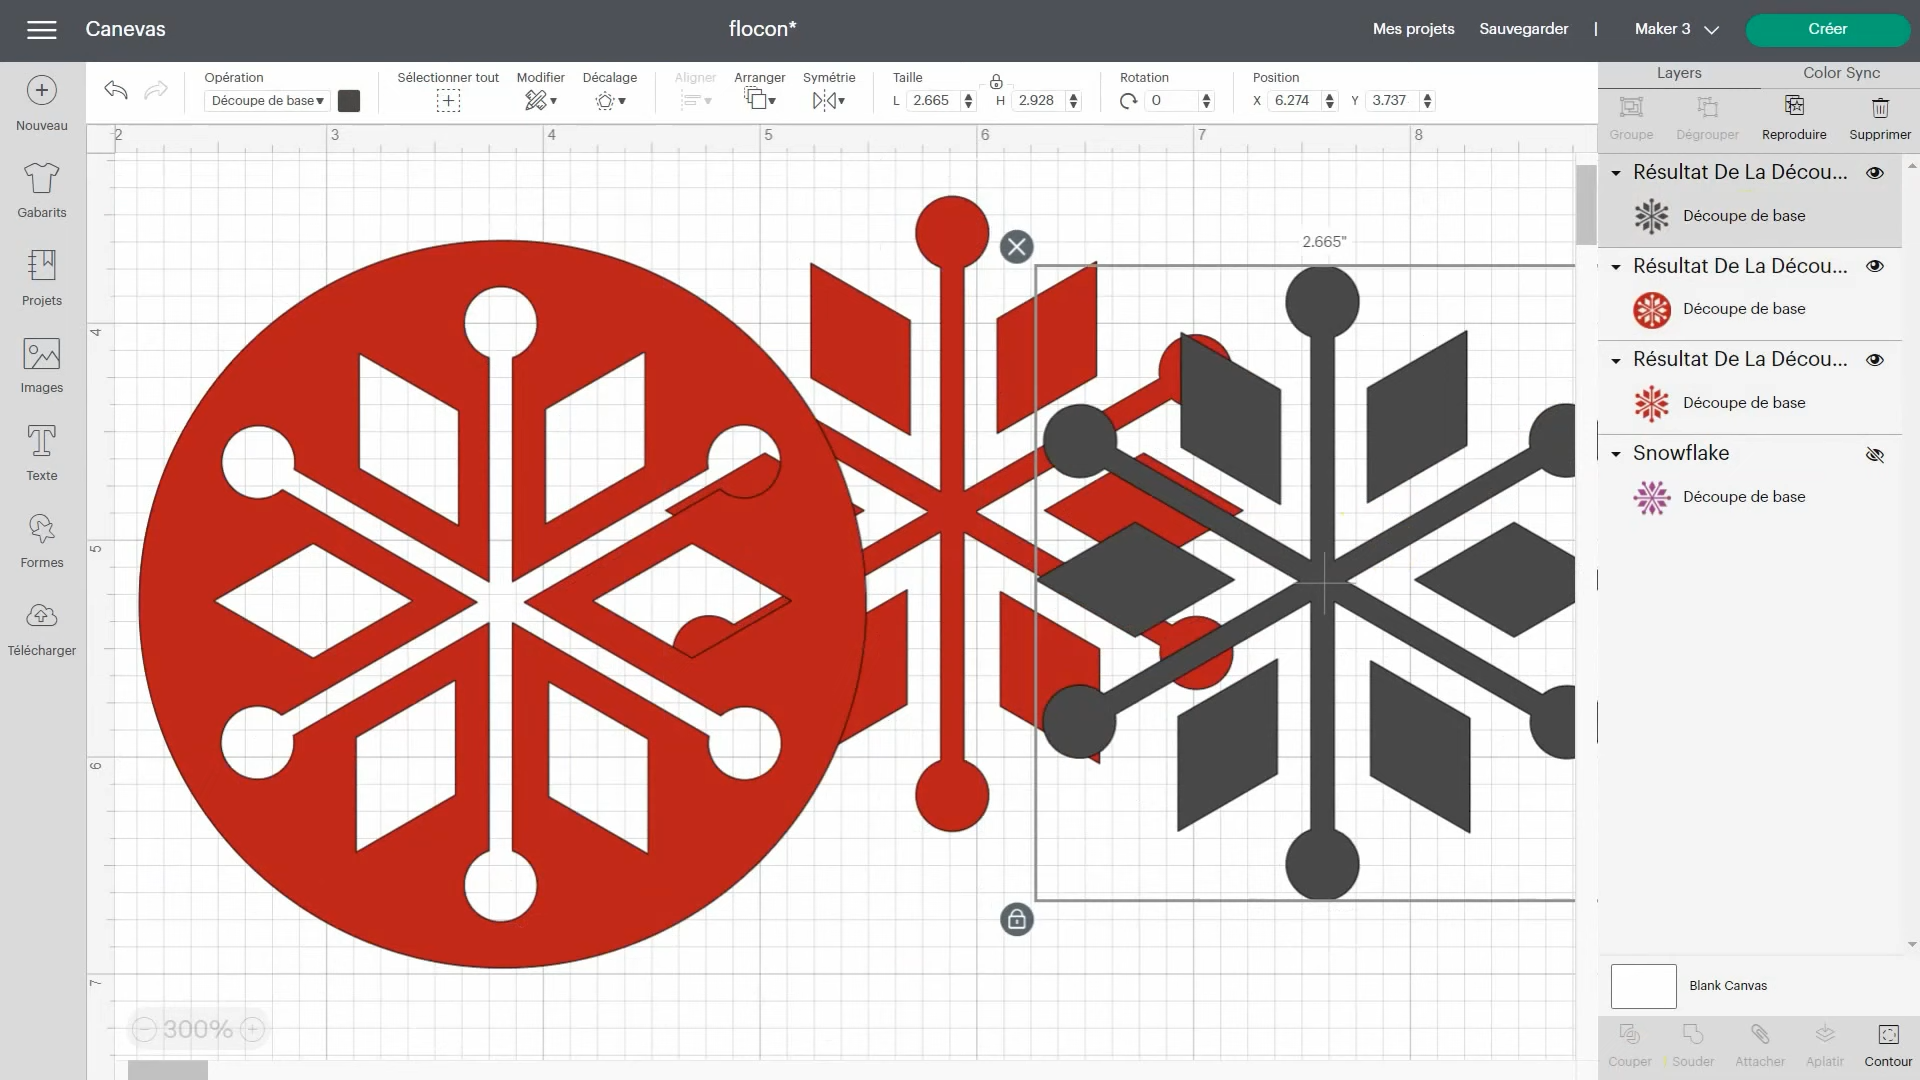 Canevas
flocon*
Mes projets
Sauvegarder
|
Maker 3
Créer
Nouveau
Gabarits
Projets
Images
Texte
Formes
Télécharger
Opération
Découpe de base
Sélectionner tout
Modifier
Décalage
Aligner
Arranger
Symétrie
Taille
L 2.665
H 2.928
Rotation
0
Position
X 6.274
Y 3.737
2 3 4 5 6 7 8
4
5
6
7
2.665"
300%
Layers
Color Sync
Groupe
Dégrouper
Reproduire
Supprimer
Résultat De La Décou...
Découpe de base
Résultat De La Décou...
Découpe de base
Résultat De La Décou...
Découpe de base
Snowflake
Découpe de base
Blank Canvas
Couper
Souder
Attacher
Aplatir
Contour